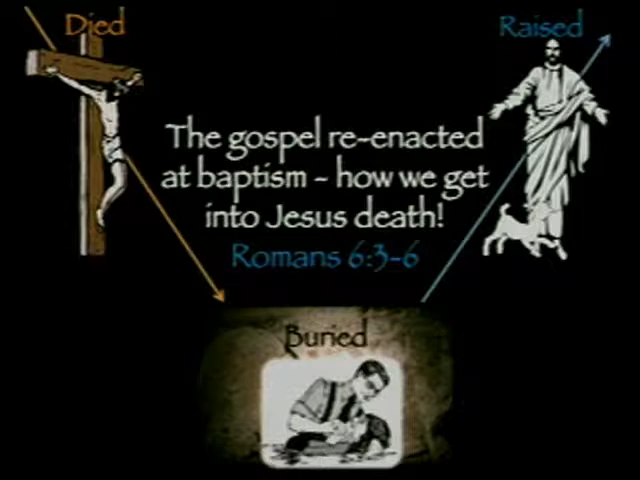 Died
Raised
The gospel re-enacted
at baptism - how we get
into Jesus death!
Romans 6:3-6
Buried